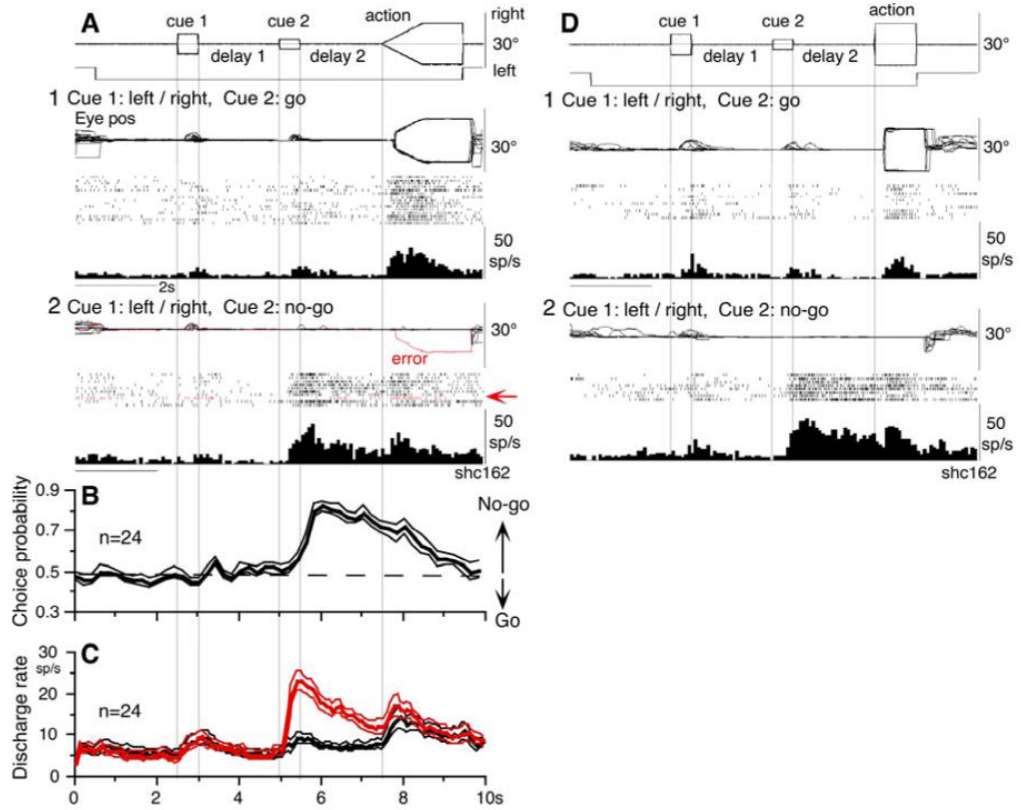 A
cue 1 cue 2 action right
30°
delay 1 delay 2
left
1 Cue 1: left / right, Cue 2: go
Eye pos
30°
50
sp/s
2s
2 Cue 1: left / right, Cue 2: no-go
30°
error
50
sp/s
shc162
B
Choice probability
0.9
0.7
0.5
0.3
n=24
No-go
Go
C
Discharge rate
30
sp/s
20
10
0
n=24
0 2 4 6 8 10s
D
cue 1 cue 2 action
30°
delay 1 delay 2
1 Cue 1: left / right, Cue 2: go
30°
50
sp/s
2 Cue 1: left / right, Cue 2: no-go
30°
50
sp/s
shc162